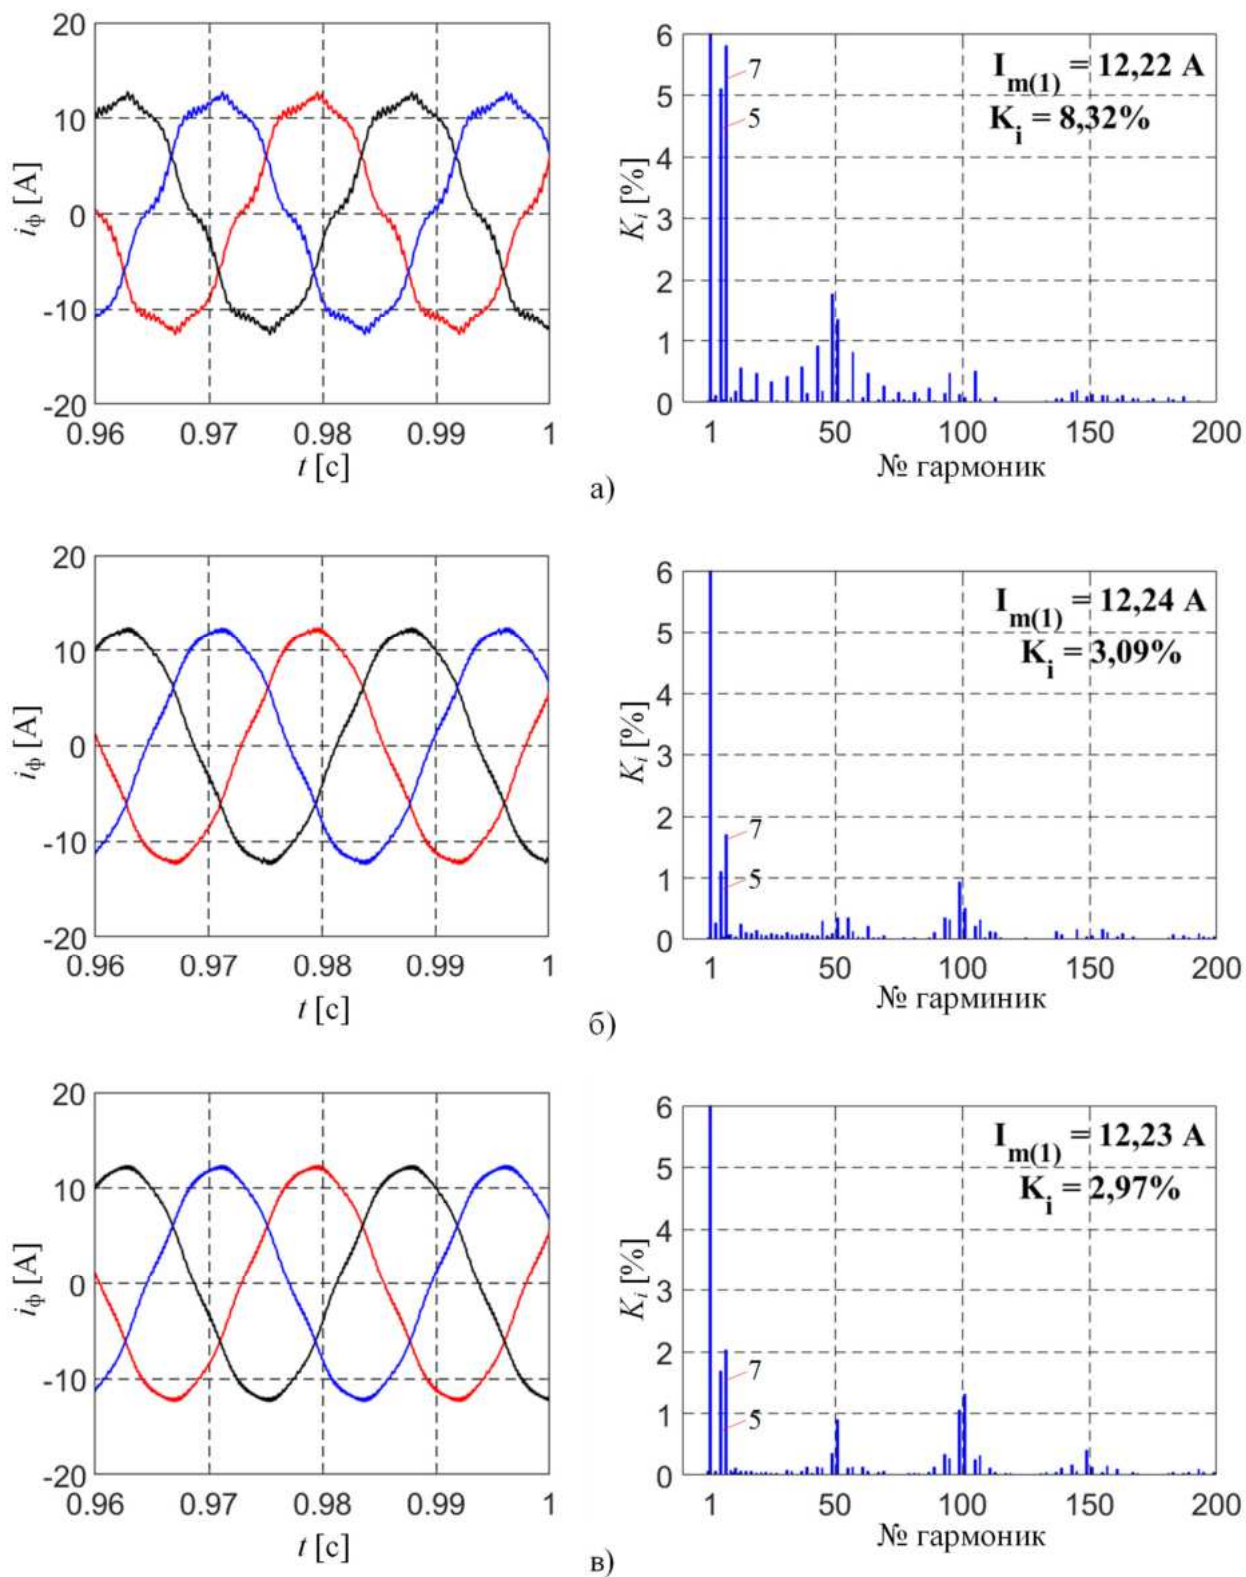 20
10
0
-10
-20
i_ф [А]
0.96 0.97 0.98 0.99 1
t [с]
6
5
4
3
2
1
0
K_i [%]
7
5
I_m(1) = 12,22 А
K_i = 8,32%
1 50 100 150 200
№ гармоник
а)
20
10
0
-10
-20
i_ф [А]
0.96 0.97 0.98 0.99 1
t [с]
6
5
4
3
2
1
0
K_i [%]
7
5
I_m(1) = 12,24 А
K_i = 3,09%
1 50 100 150 200
№ гарминик
б)
20
10
0
-10
-20
i_ф [А]
0.96 0.97 0.98 0.99 1
t [с]
6
5
4
3
2
1
0
K_i [%]
7
5
I_m(1) = 12,23 А
K_i = 2,97%
1 50 100 150 200
№ гармоник
в)